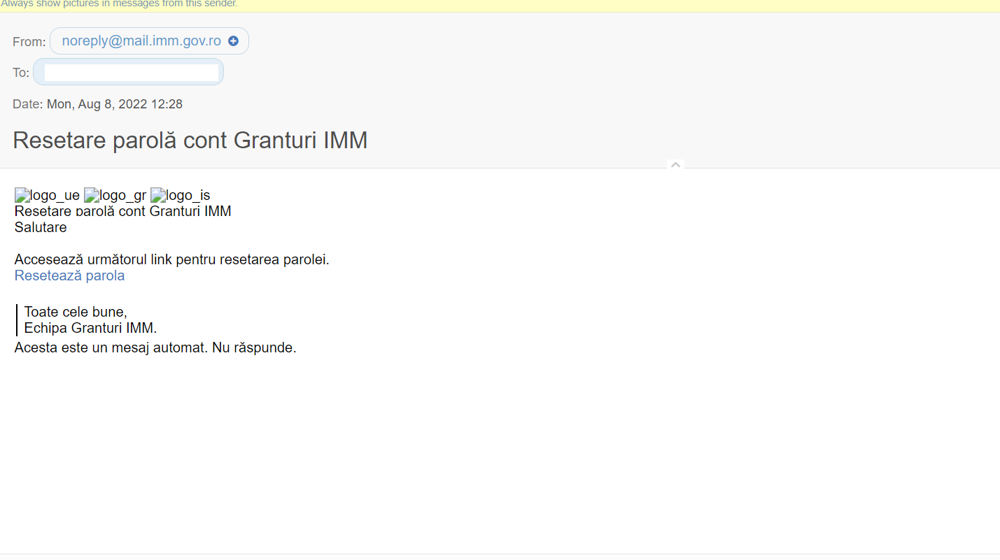 Always show pictures in messages from this sender.
From: noreply@mail.imm.gov.ro
To:
Date: Mon, Aug 8, 2022 12:28
Resetare parolă cont Granturi IMM
logo_ue logo_gr logo_is
Resetare parolă cont Granturi IMM
Salutare
Accesează următorul link pentru resetarea parolei.
Resetează parola
Toate cele bune,
Echipa Granturi IMM.
Acesta este un mesaj automat. Nu răspunde.